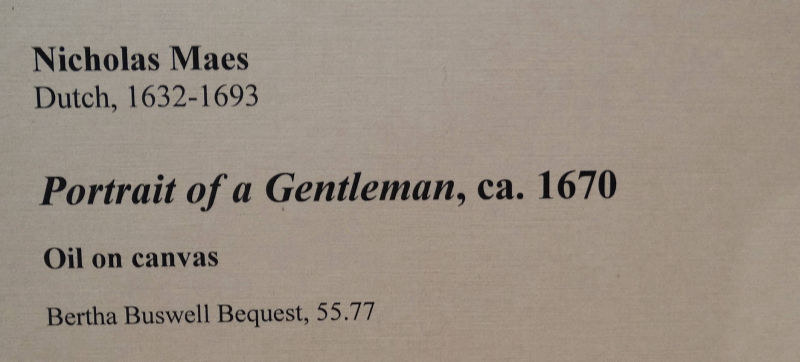 Nicholas Maes
Dutch, 1632-1693
Portrait of a Gentleman, ca. 1670
Oil on canvas
Bertha Buswell Bequest, 55.77